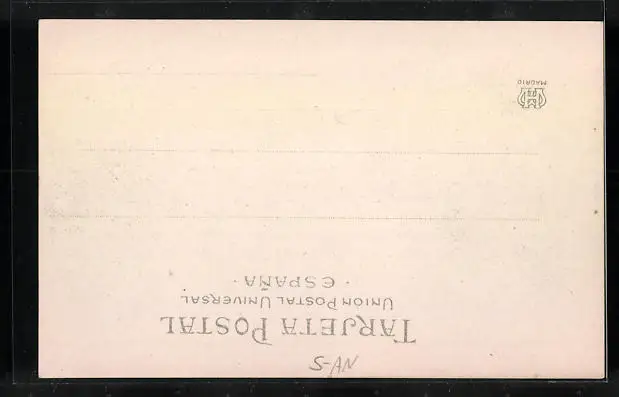 TARJETA POSTAL
UNION POSTAL UNIVERSAL
· ESPAÑA ·
MADRID
S-AN